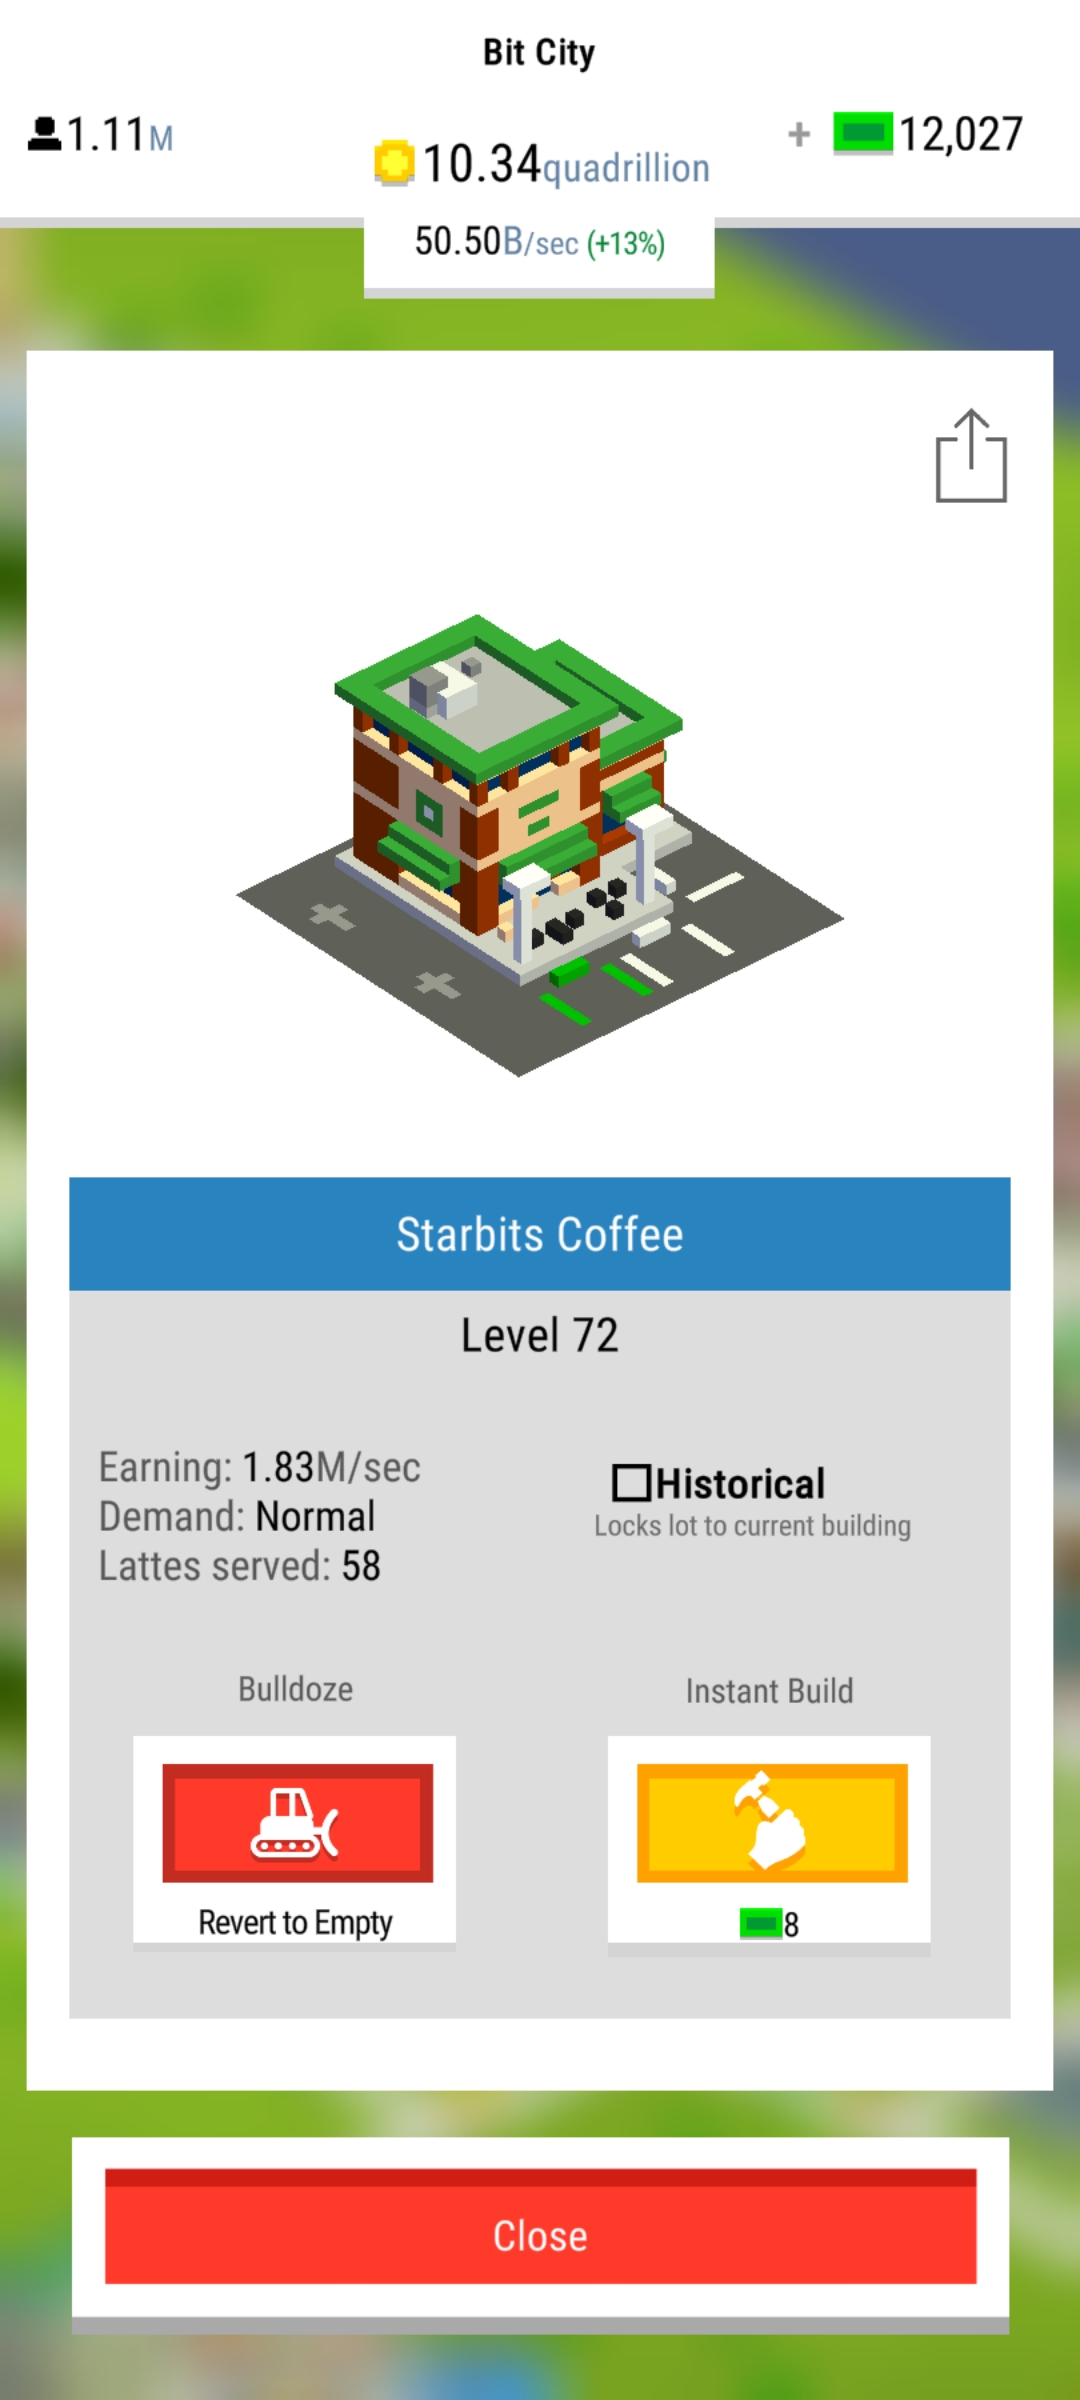 Bit City
1.11M
10.34quadrillion
+ 12,027
50.50B/sec (+13%)
Starbits Coffee
Level 72
Earning: 1.83M/sec
Demand: Normal
Lattes served: 58
Historical
Locks lot to current building
Bulldoze
Instant Build
Revert to Empty
8
Close